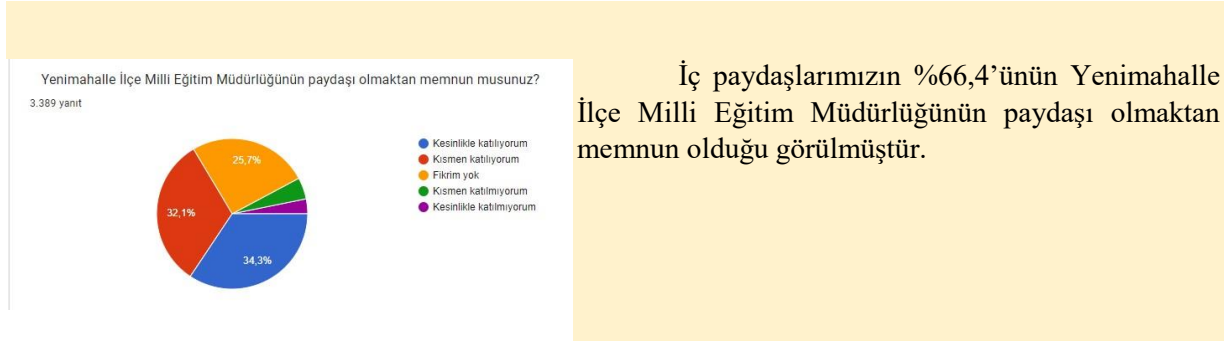 Yenimahalle İlçe Milli Eğitim Müdürlüğünün paydaşı olmaktan memnun musunuz?
3.389 yanıt
25,7%
32,1%
34,3%
Kesinlikle katılıyorum
Kısmen katılıyorum
Fikrim yok
Kısmen katılmıyorum
Kesinlikle katılmıyorum
İç paydaşlarımızın %66,4’ünün Yenimahalle
İlçe Milli Eğitim Müdürlüğünün paydaşı olmaktan
memnun olduğu görülmüştür.